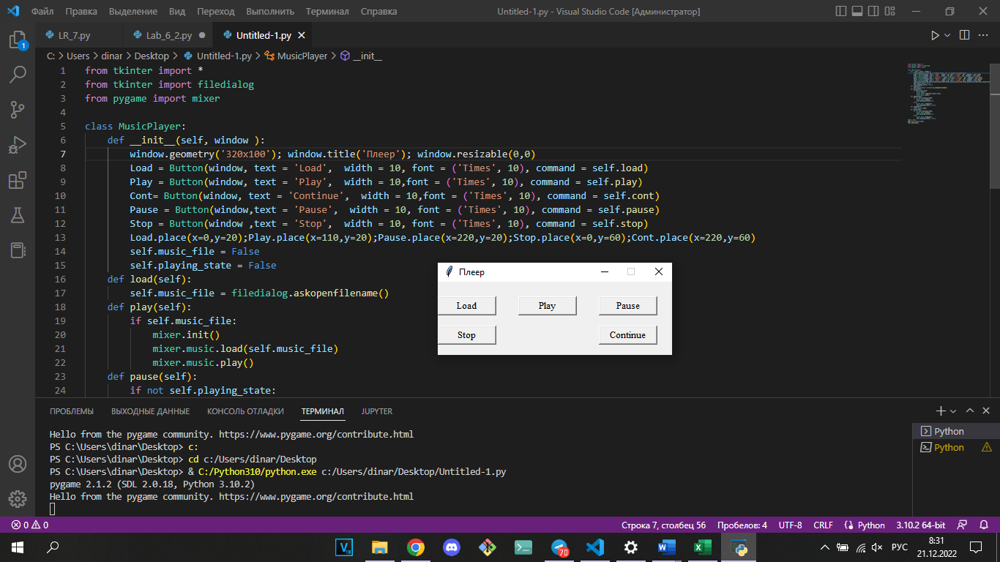 Файл Правка Выделение Вид Переход Выполнить Терминал Справка Untitled-1.py - Visual Studio Code [Администратор]
LR_7.py Lab_6_2.py Untitled-1.py
C: > Users > dinar > Desktop > Untitled-1.py > MusicPlayer > __init__
1 from tkinter import *
2 from tkinter import filedialog
3 from pygame import mixer
4
5 class MusicPlayer:
6 def __init__(self, window ):
7 window.geometry('320x100'); window.title('Плеер'); window.resizable(0,0)
8 Load = Button(window, text = 'Load',  width = 10, font = ('Times', 10), command = self.load)
9 Play = Button(window, text = 'Play',  width = 10,font = ('Times', 10), command = self.play)
10 Cont= Button(window, text = 'Continue',  width = 10,font = ('Times', 10), command = self.cont)
11 Pause = Button(window,text = 'Pause',  width = 10, font = ('Times', 10), command = self.pause)
12 Stop = Button(window ,text = 'Stop',  width = 10, font = ('Times', 10), command = self.stop)
13 Load.place(x=0,y=20);Play.place(x=110,y=20);Pause.place(x=220,y=20);Stop.place(x=0,y=60);Cont.place(x=220,y=60)
14 self.music_file = False
15 self.playing_state = False
16 def load(self):
17 self.music_file = filedialog.askopenfilename()
18 def play(self):
19 if self.music_file:
20 mixer.init()
21 mixer.music.load(self.music_file)
22 mixer.music.play()
23 def pause(self):
24 if not self.playing_state:
Плеер
Load Play Pause
Stop Continue
ПРОБЛЕМЫ ВЫХОДНЫЕ ДАННЫЕ КОНСОЛЬ ОТЛАДКИ ТЕРМИНАЛ JUPYTER
Hello from the pygame community. https://www.pygame.org/contribute.html
PS C:\Users\dinar\Desktop> c:
PS C:\Users\dinar\Desktop> cd c:/Users/dinar/Desktop
PS C:\Users\dinar\Desktop> & C:/Python310/python.exe c:/Users/dinar/Desktop/Untitled-1.py
pygame 2.1.2 (SDL 2.0.18, Python 3.10.2)
Hello from the pygame community. https://www.pygame.org/contribute.html
Python
Python
0 0 Строка 7, столбец 56 Пробелов: 4 UTF-8 CRLF Python 3.10.2 64-bit
70 РУС 8:31
21.12.2022